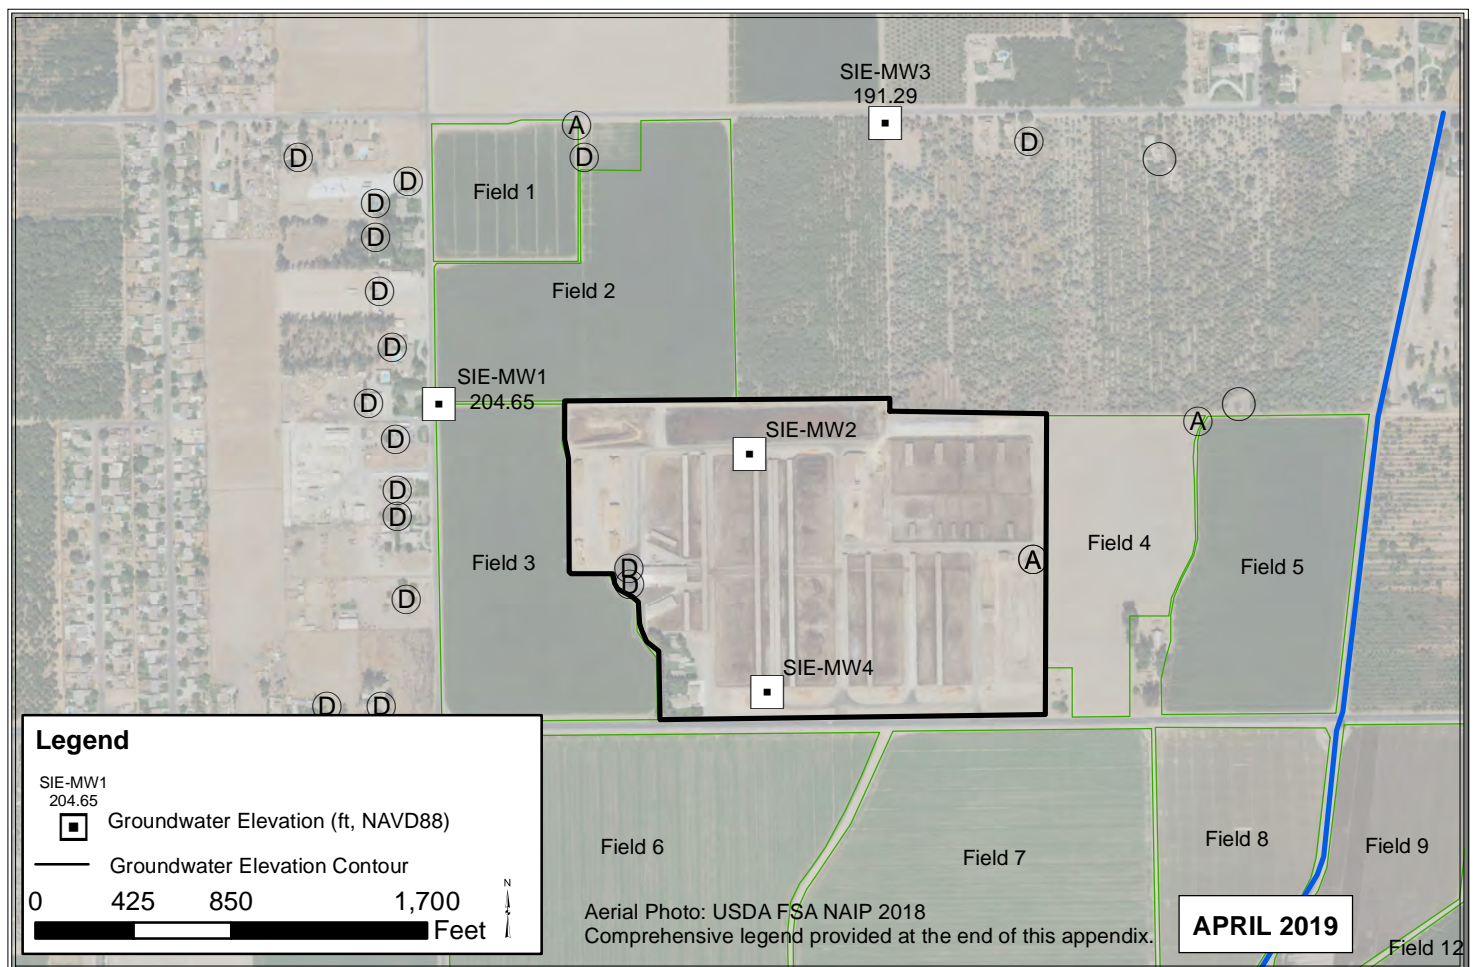 SIE-MW3
191.29
A
D
D
D
D
Field 1
D
D
D
Field 2
D
SIE-MW1
204.65
D
A
D
SIE-MW2
D
D
Field 3
D
D
A
Field 4
Field 5
D
SIE-MW4
D
D
Legend
SIE-MW1
204.65
Groundwater Elevation (ft, NAVD88)
Groundwater Elevation Contour
0 425 850 1,700
Feet
N
S
Field 6
Field 7
Field 8
Field 9
Aerial Photo: USDA FSA NAIP 2018
Comprehensive legend provided at the end of this appendix.
APRIL 2019
Field 12